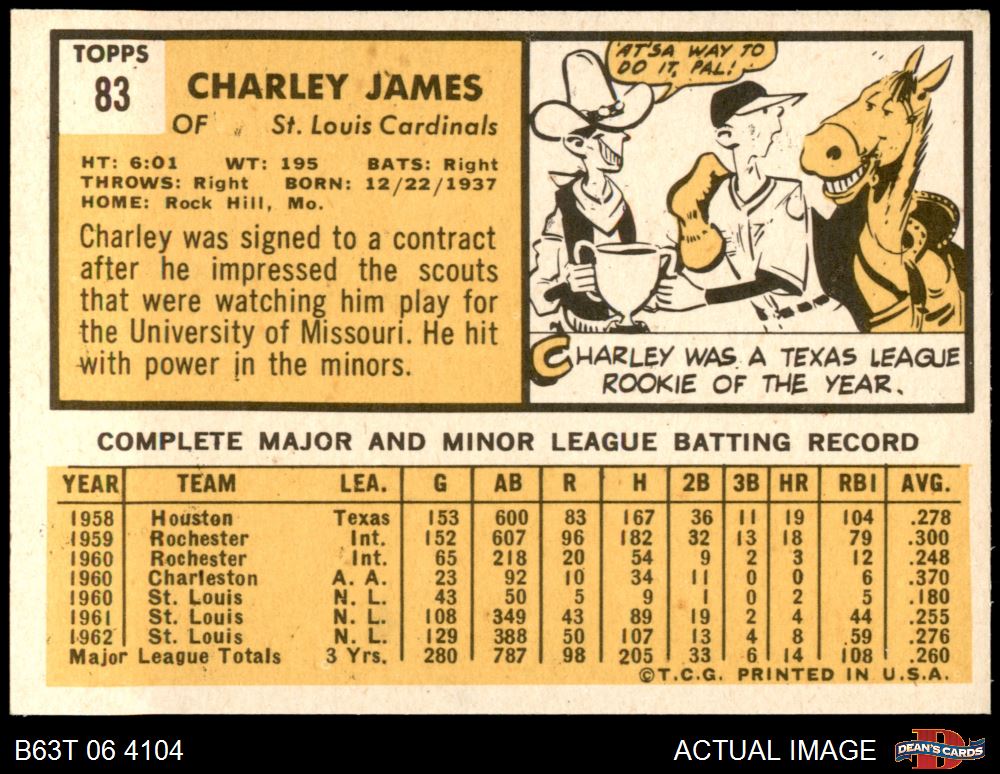 TOPPS
83
CHARLEY JAMES
OF St. Louis Cardinals
HT: 6:01 WT: 195 BATS: Right
THROWS: Right BORN: 12/22/1937
HOME: Rock Hill, Mo.
Charley was signed to a contract
after he impressed the scouts
that were watching him play for
the University of Missouri. He hit
with power in the minors.
'AT'SA WAY TO
DO IT, PAL!
CHARLEY WAS A TEXAS LEAGUE
ROOKIE OF THE YEAR.
COMPLETE MAJOR AND MINOR LEAGUE BATTING RECORD
YEAR TEAM LEA. G AB R H 2B 3B HR RBI AVG.
1958 Houston Texas 153 600 83 167 36 11 19 104 .278
1959 Rochester Int. 152 607 96 182 32 13 18 79 .300
1960 Rochester Int. 65 218 20 54 9 2 3 12 .248
1960 Charleston A. A. 23 92 10 34 11 0 0 6 .370
1960 St. Louis N. L. 43 50 5 9 1 0 2 5 .180
1961 St. Louis N. L. 108 349 43 89 19 2 4 44 .255
1962 St. Louis N. L. 129 388 50 107 13 4 8 59 .276
Major League Totals 3 Yrs. 280 787 98 205 33 6 14 108 .260
©T.C.G. PRINTED IN U.S.A.
B63T 06 4104
ACTUAL IMAGE
D
DEAN'S CARDS